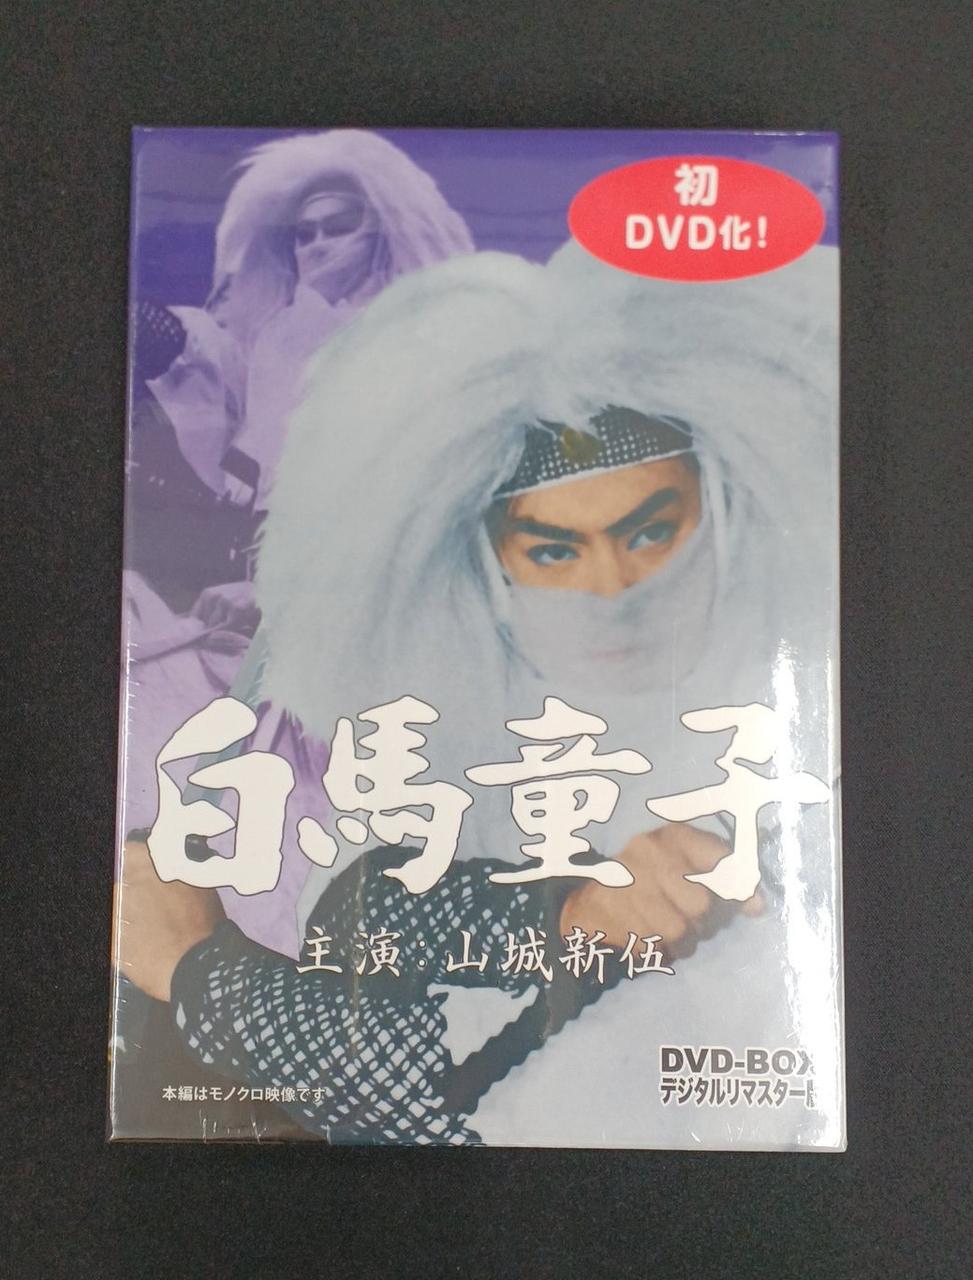 初
DVD化!
白馬童子
主演:山城新伍
DVD-BOX
デジタルリマスター版
本編はモノクロ映像です